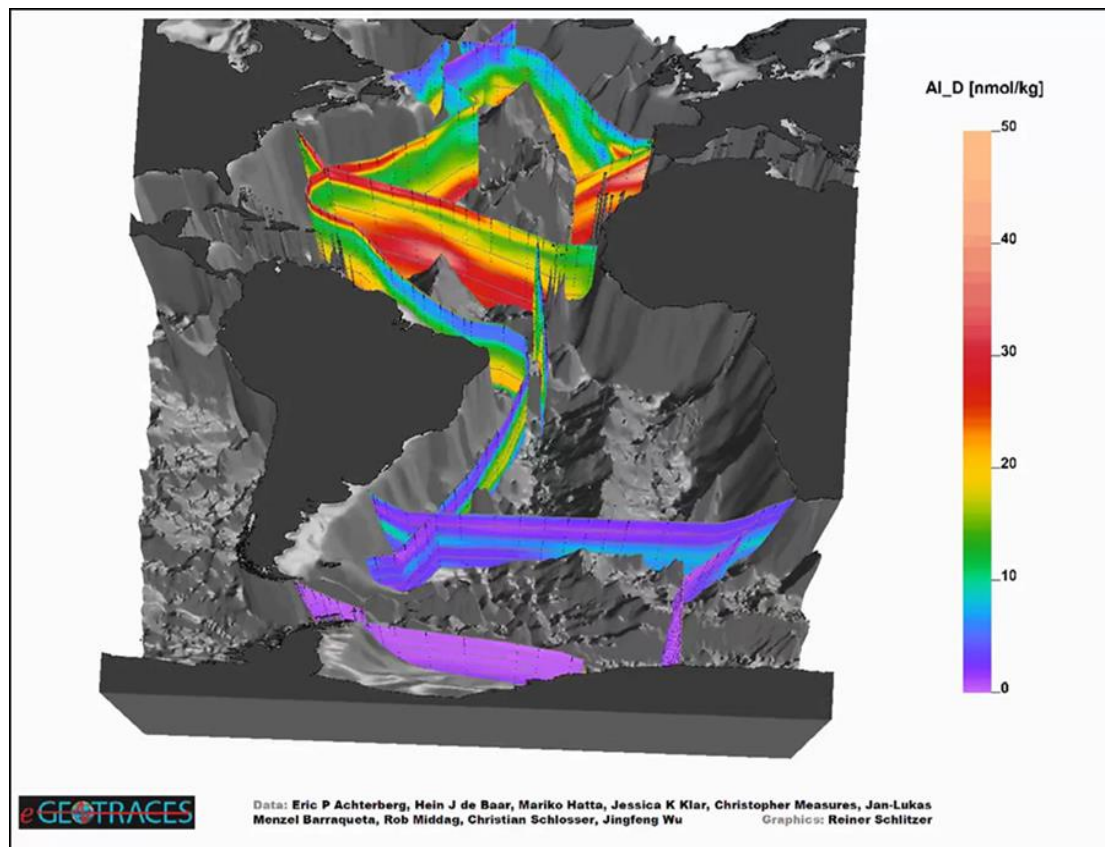 Al_D [nmol/kg]
50
40
30
20
10
0
eGEOTRACES
Data: Eric P Achterberg, Hein J de Baar, Mariko Hatta, Jessica K Klar, Christopher Measures, Jan-Lukas
Menzel Barraqueta, Rob Middag, Christian Schlosser, Jingfeng Wu Graphics: Reiner Schlitzer